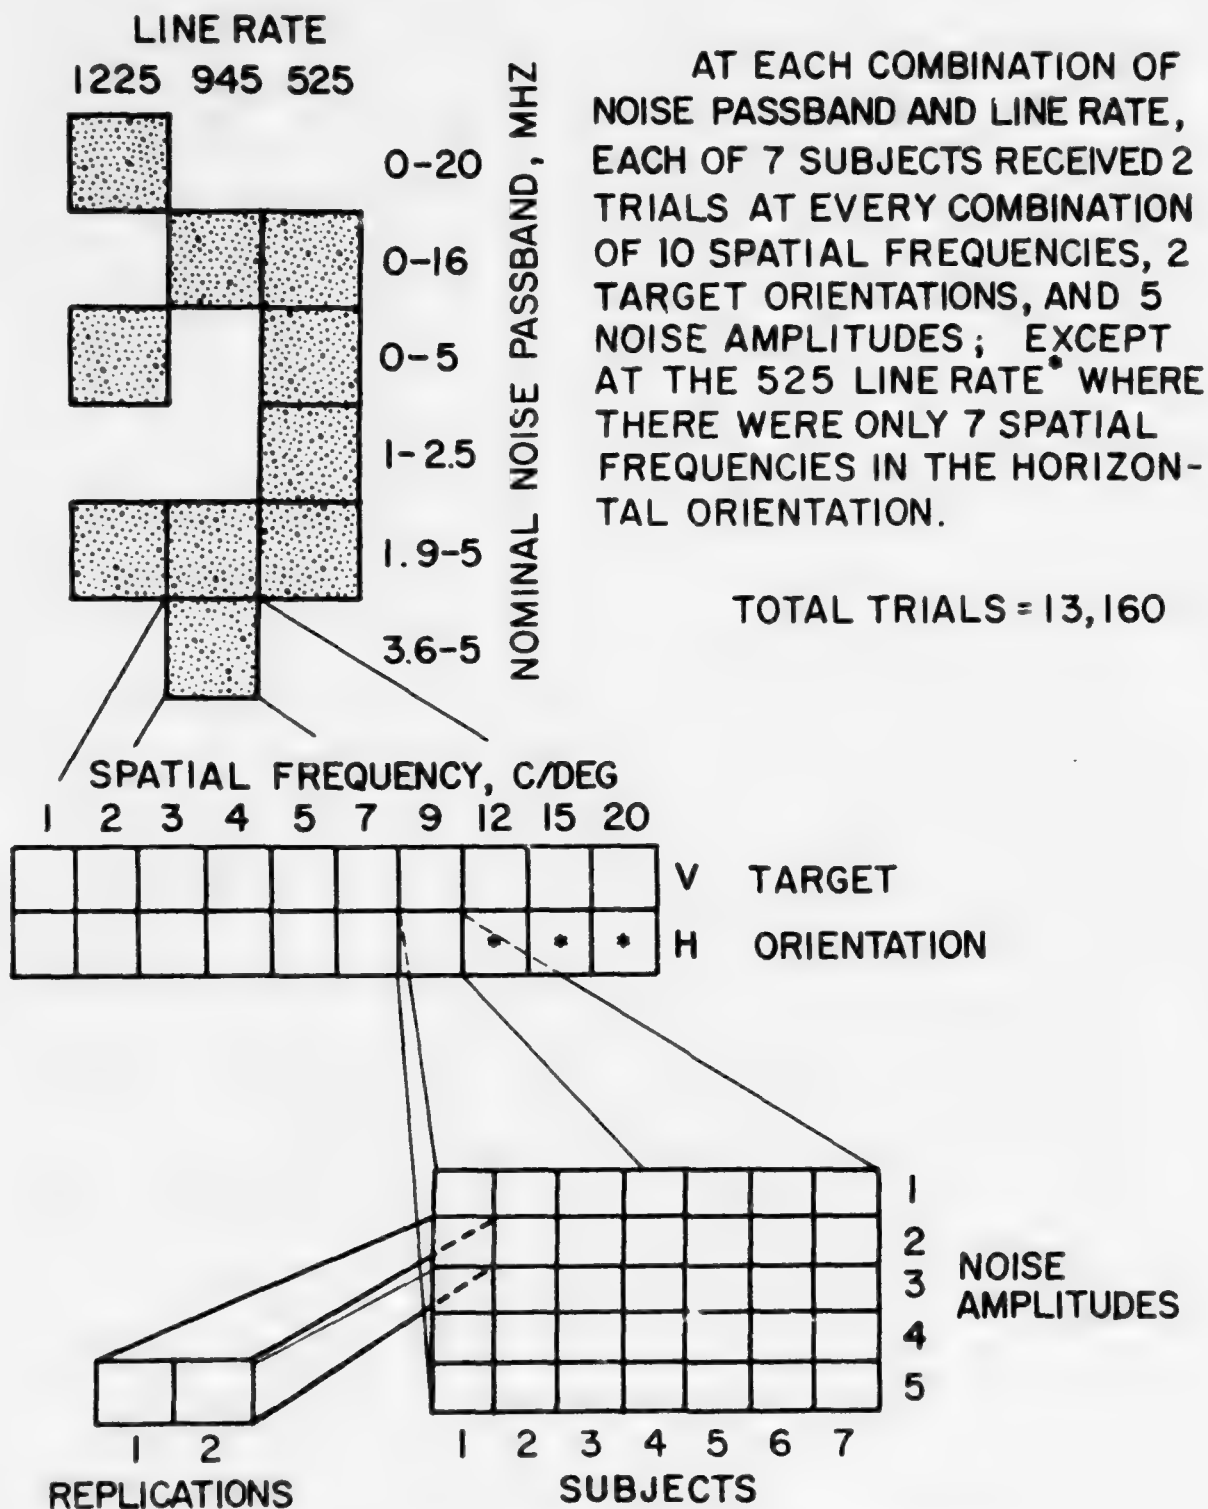 LINE RATE
1225 945 525
0-20
0-16
0-5
1-2.5
1.9-5
3.6-5
NOMINAL NOISE PASSBAND, MHZ
AT EACH COMBINATION OF
NOISE PASSBAND AND LINE RATE,
EACH OF 7 SUBJECTS RECEIVED 2
TRIALS AT EVERY COMBINATION
OF 10 SPATIAL FREQUENCIES, 2
TARGET ORIENTATIONS, AND 5
NOISE AMPLITUDES; EXCEPT
AT THE 525 LINE RATE* WHERE
THERE WERE ONLY 7 SPATIAL
FREQUENCIES IN THE HORIZON-
TAL ORIENTATION.
TOTAL TRIALS = 13,160
SPATIAL FREQUENCY, C/DEG
1 2 3 4 5 7 9 12 15 20
V TARGET
* * * H ORIENTATION
1
2
3
4
5
NOISE
AMPLITUDES
1 2 3 4 5 6 7
SUBJECTS
1 2
REPLICATIONS